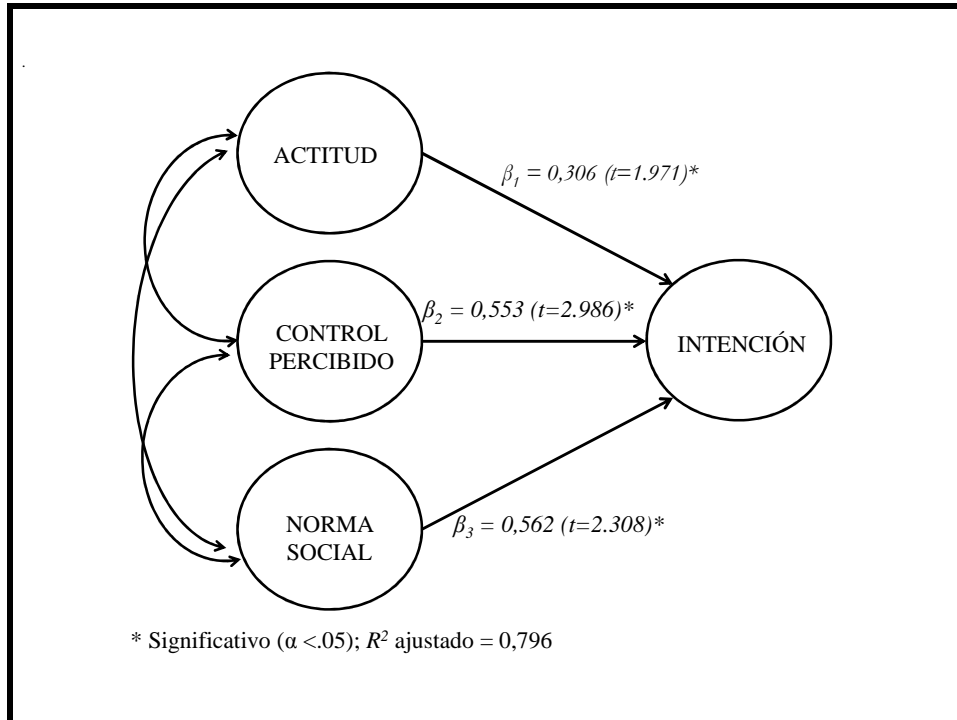 ACTITUD
β1 = 0,306 (t=1.971)*
CONTROL
PERCIBIDO
β2 = 0,553 (t=2.986)*
INTENCIÓN
NORMA
SOCIAL
β3 = 0,562 (t=2.308)*
* Significativo (α <.05); R² ajustado = 0,796